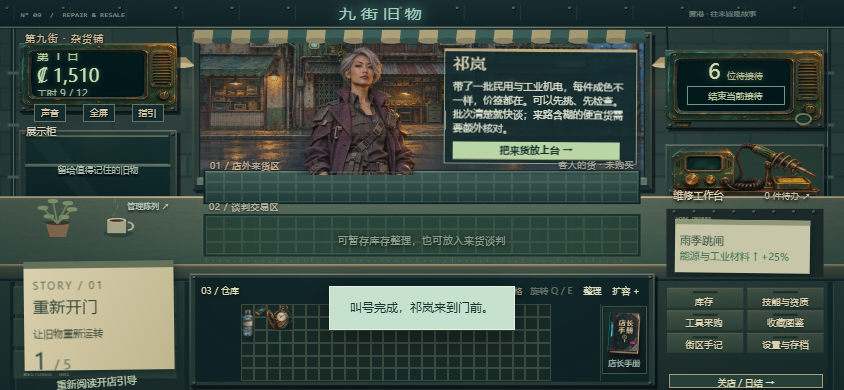 N° 09 / REPAIR & RESALE
九街旧物
第九街 · 杂货铺
第 1 日
₡ 1,510
工时 9 / 12
声音
全屏
指引
展示柜
留给值得记住的旧物
管理陈列 ↗
STORY / 01
重新开门
让旧物重新运转
1 / 5
重新阅读开店引导
祁岚
带了一批民用与工业机电，每件成色不
一样，价签都在。可以先挑、先检查。
批次清楚就快谈；来路含糊的便宜货需
要额外核对。
把来货放上台 →
01 / 店外来货区
客人的货 · 未购买
02 / 谈判交易区
可暂存库存整理，也可放入来货谈判
03 / 仓库
格
旋转 Q / E
整理
扩容 +
叫号完成，祁岚来到门前。
店长
手册
店长手册
6 位待接待
结束当前接待
维修工作台
0 件待办
雨季跳闸
能源与工业材料 ↑ +25%
库存
技能与资质
工具采购
收藏图鉴
街区手记
设置与存档
关店 / 日结 →